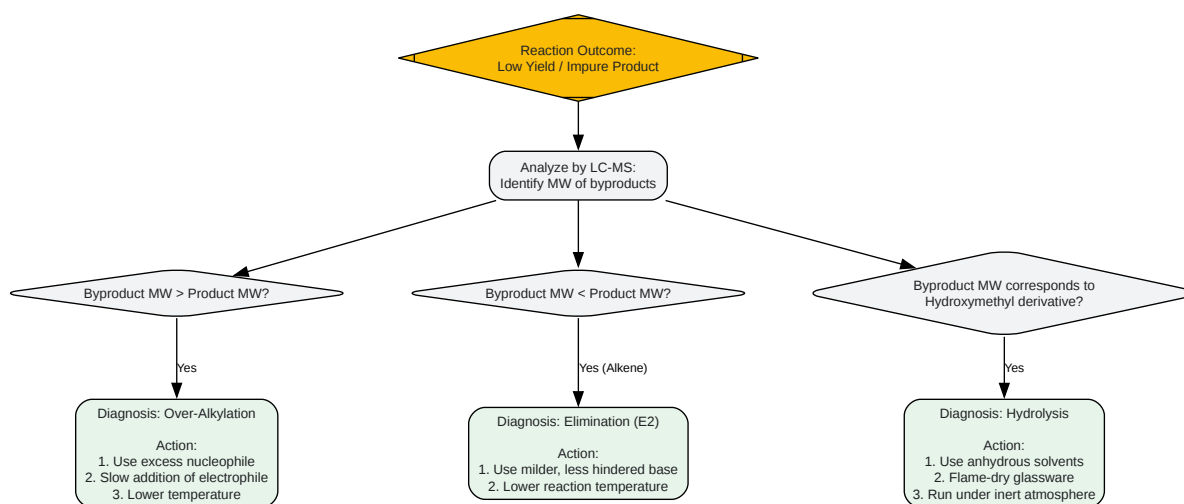 Reaction Outcome:
Low Yield / Impure Product
Analyze by LC-MS:
Identify MW of byproducts
Byproduct MW > Product MW?
Byproduct MW < Product MW?
Byproduct MW corresponds to
Hydroxymethyl derivative?
Yes
Yes (Alkene)
Yes
Diagnosis: Over-Alkylation
Action:
1. Use excess nucleophile
2. Slow addition of electrophile
3. Lower temperature
Diagnosis: Elimination (E2)
Action:
1. Use milder, less hindered base
2. Lower reaction temperature
Diagnosis: Hydrolysis
Action:
1. Use anhydrous solvents
2. Flame-dry glassware
3. Run under inert atmosphere